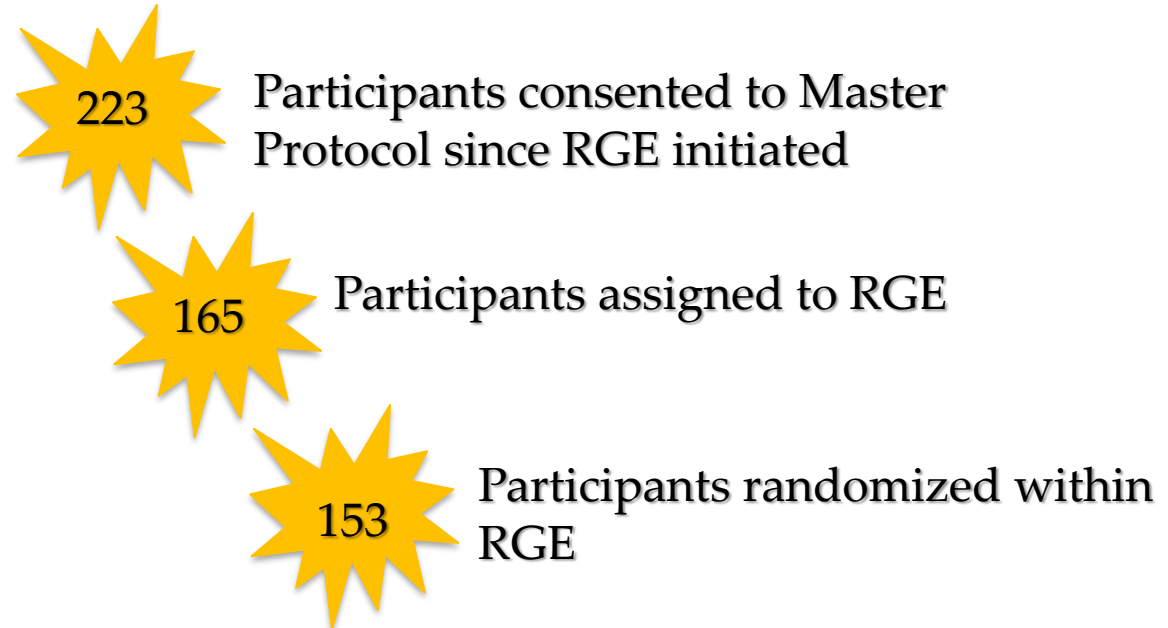 223
Participants consented to Master
Protocol since RGE initiated
165
Participants assigned to RGE
153
Participants randomized within
RGE